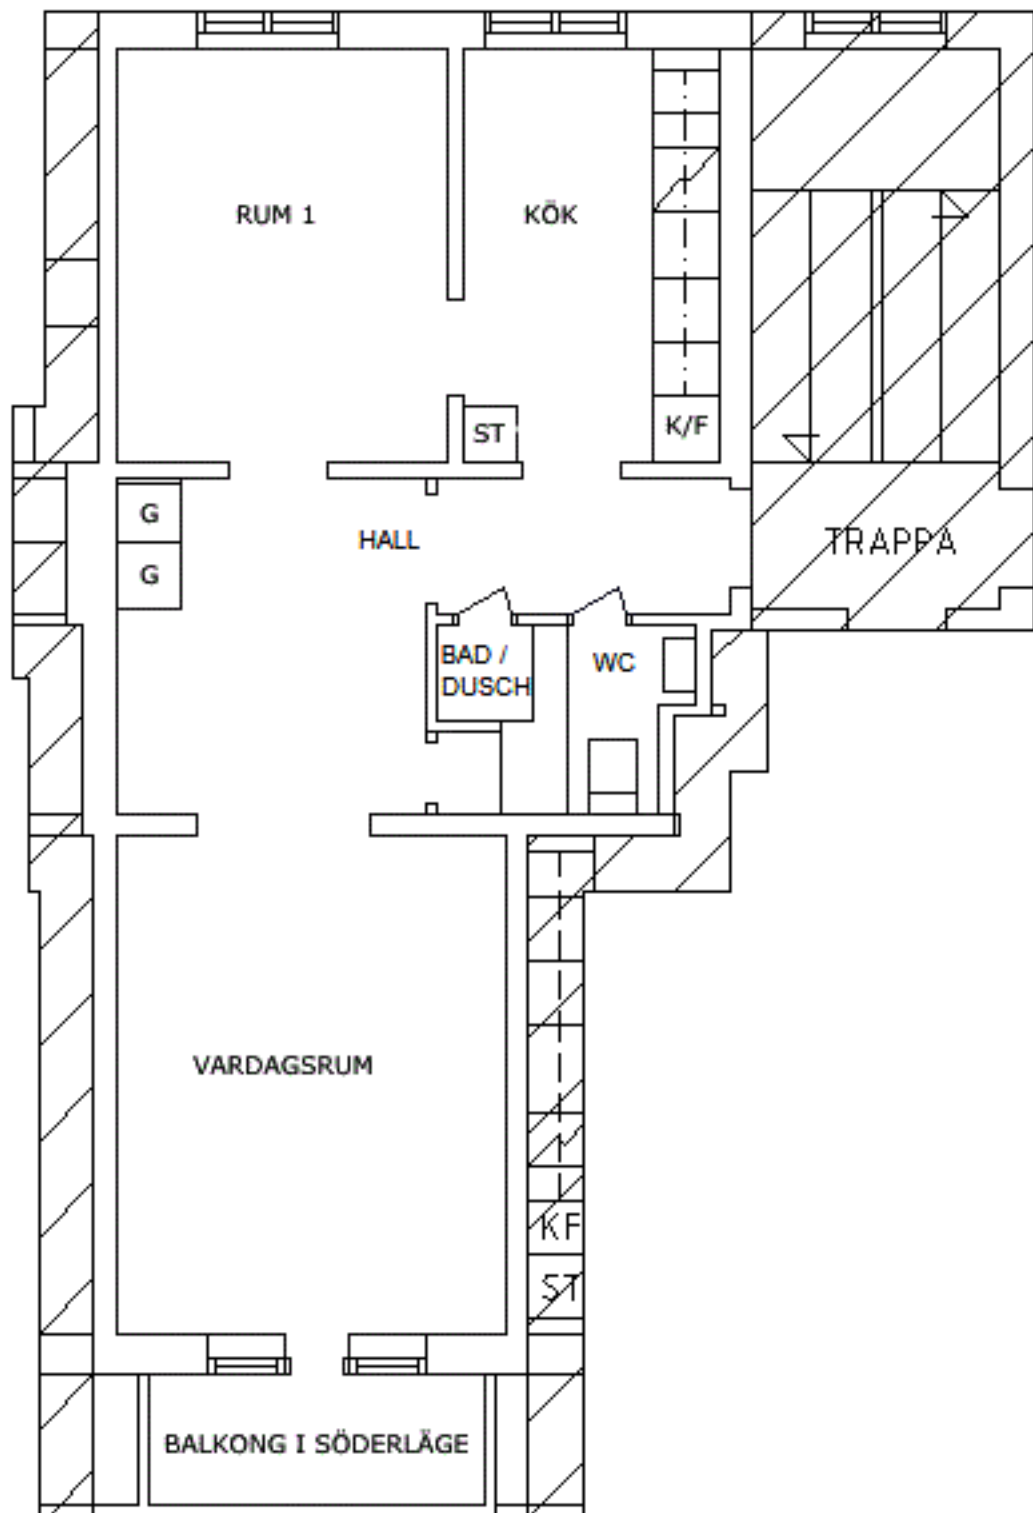 RUM 1
KÖK
ST
K/F
G
HALL
TRAPPA
G
BAD /
DUSCH
WC
VARDAGSRUM
KF
ST
BALKONG I SÖDERLÄGE